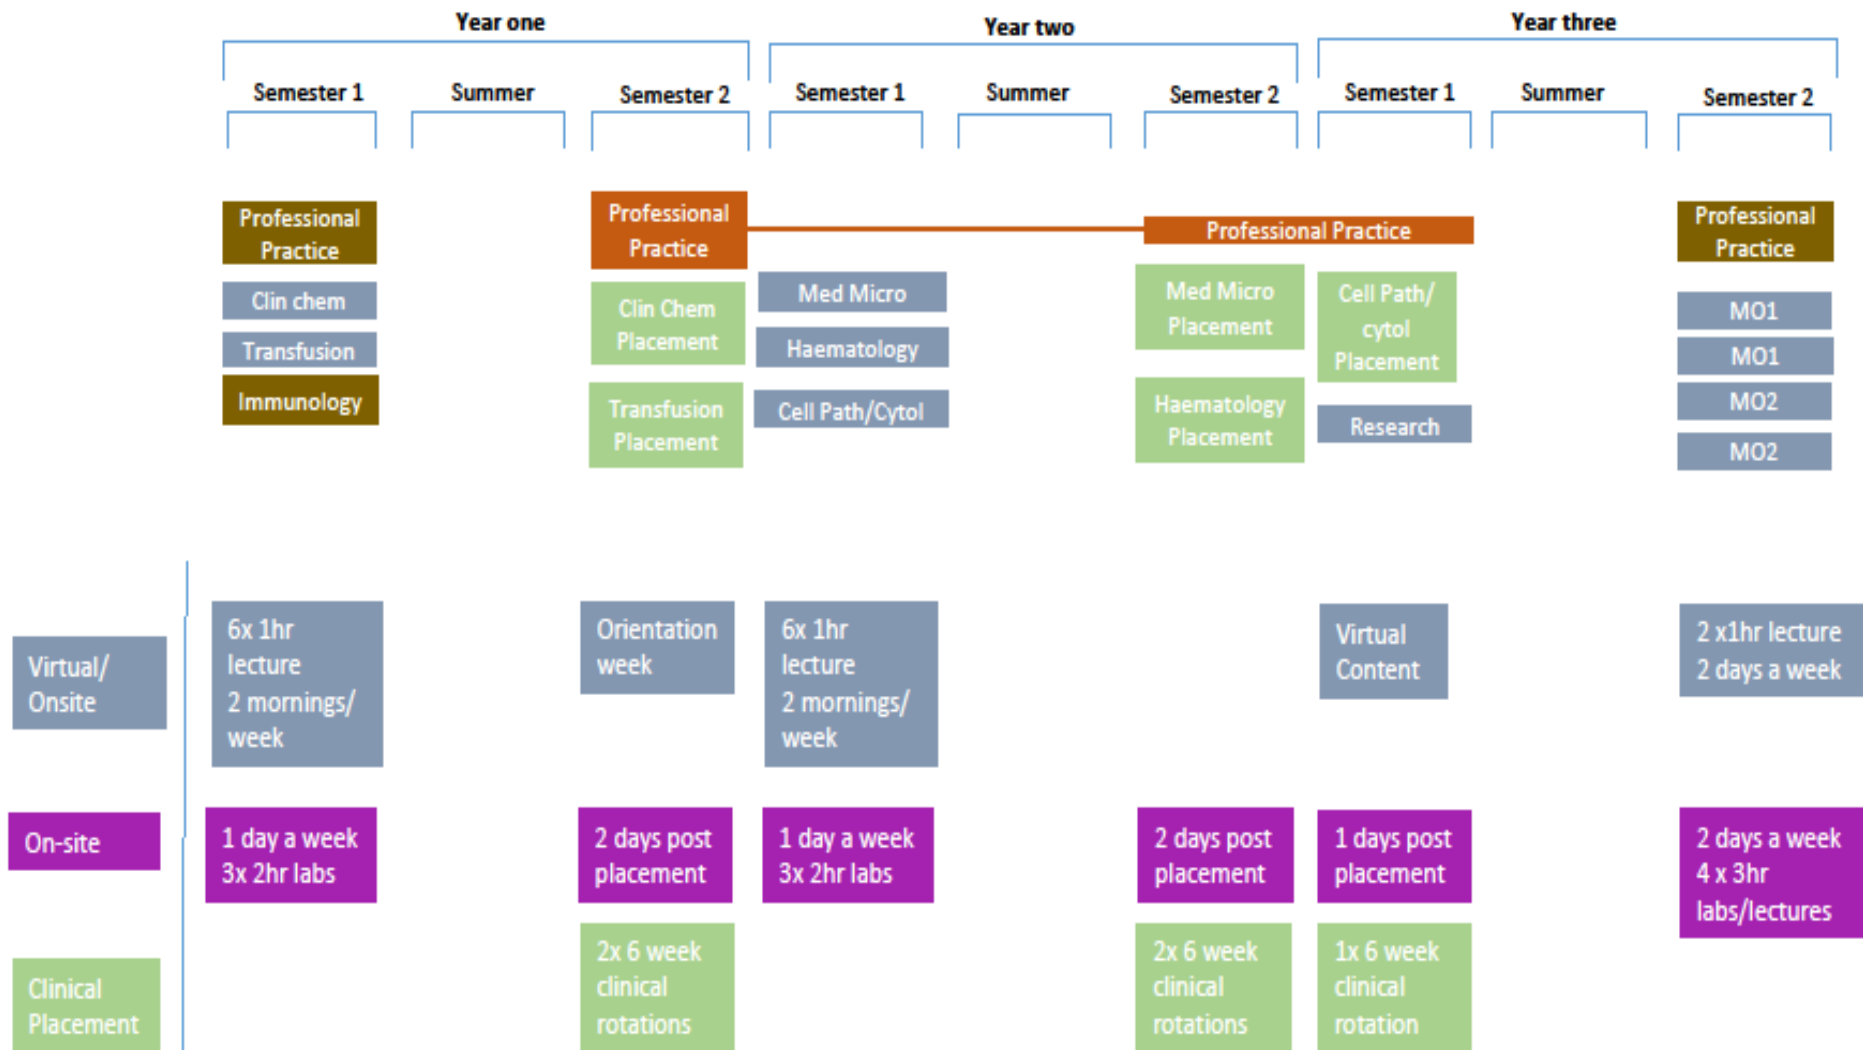 Year one
Year two
Year three
Semester 1
Summer
Semester 2
Semester 1
Summer
Semester 2
Semester 1
Summer
Semester 2
Professional
Practice
Clin chem
Transfusion
Immunology
Professional
Practice
Clin Chem
Placement
Transfusion
Placement
Med Micro
Haematology
Cell Path/Cytol
Professional Practice
Med Micro
Placement
Haematology
Placement
Cell Path/
cytol
Placement
Research
Professional
Practice
MO1
MO1
MO2
MO2
Virtual/
Onsite
6x 1hr
lecture
2 mornings/
week
Orientation
week
6x 1hr
lecture
2 mornings/
week
Virtual
Content
2 x1hr lecture
2 days a week
On-site
1 day a week
3x 2hr labs
2 days post
placement
1 day a week
3x 2hr labs
2 days post
placement
1 days post
placement
2 days a week
4 x 3hr
labs/lectures
Clinical
Placement
2x 6 week
clinical
rotations
2x 6 week
clinical
rotations
1x 6 week
clinical
rotation